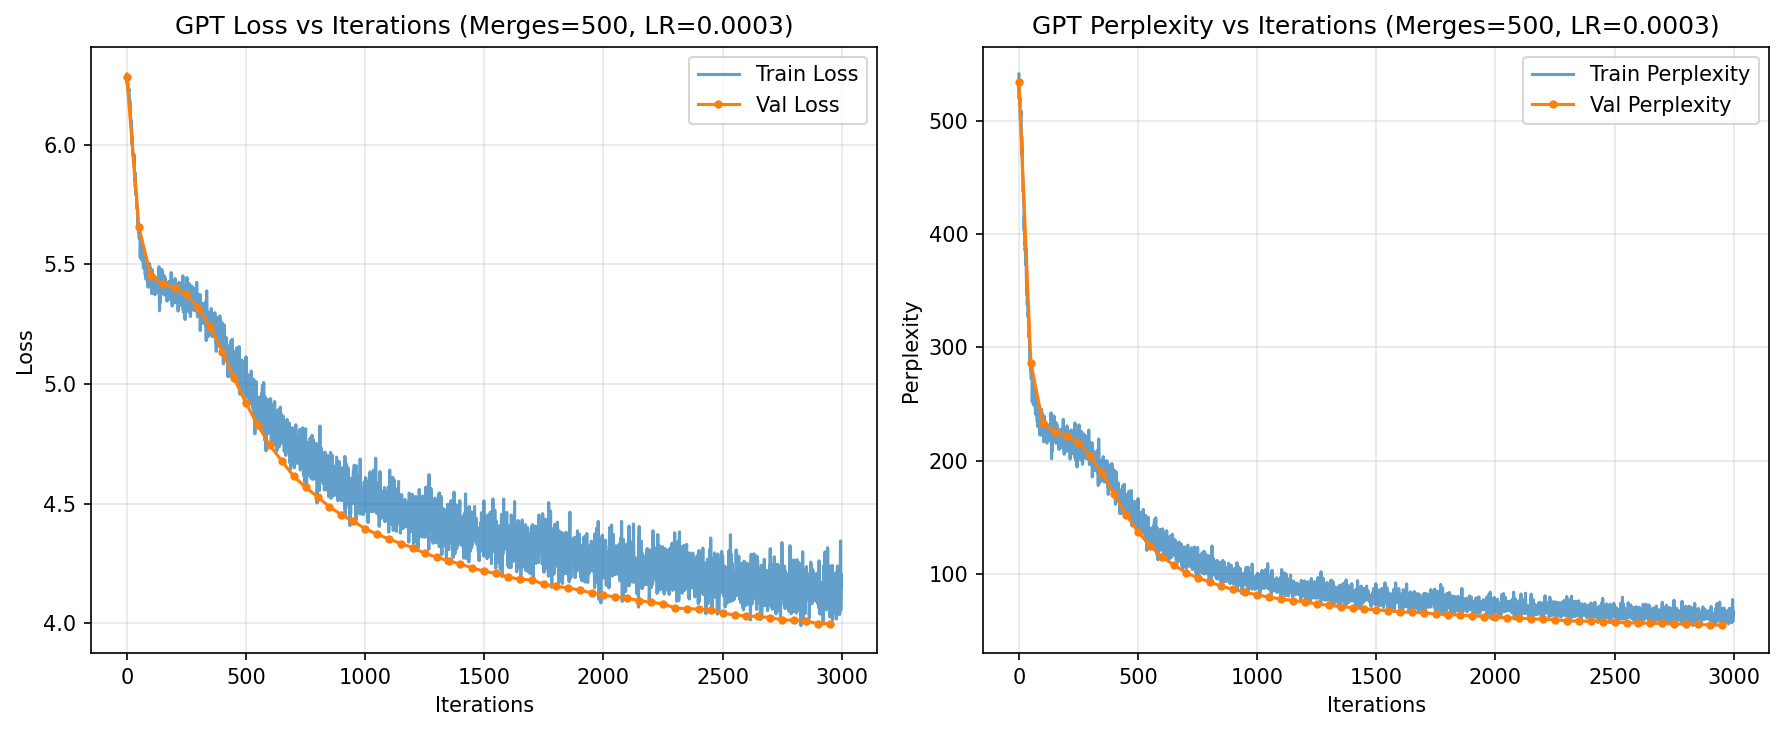 GPT Loss vs Iterations (Merges=500, LR=0.0003)
Train Loss
Val Loss
6.0
5.5
5.0
4.5
4.0
Loss
0 500 1000 1500 2000 2500 3000
Iterations
GPT Perplexity vs Iterations (Merges=500, LR=0.0003)
Train Perplexity
Val Perplexity
500
400
300
200
100
Perplexity
0 500 1000 1500 2000 2500 3000
Iterations